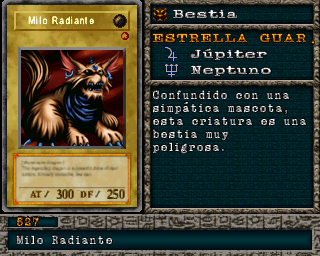 Milo Radiante
AT/ 300 DF/ 250
Bestia
ESTRELLA GUAR.
Júpiter
Neptuno
Confundido con una
simpática mascota,
esta criatura es una
bestia muy
peligrosa.
527
Milo Radiante